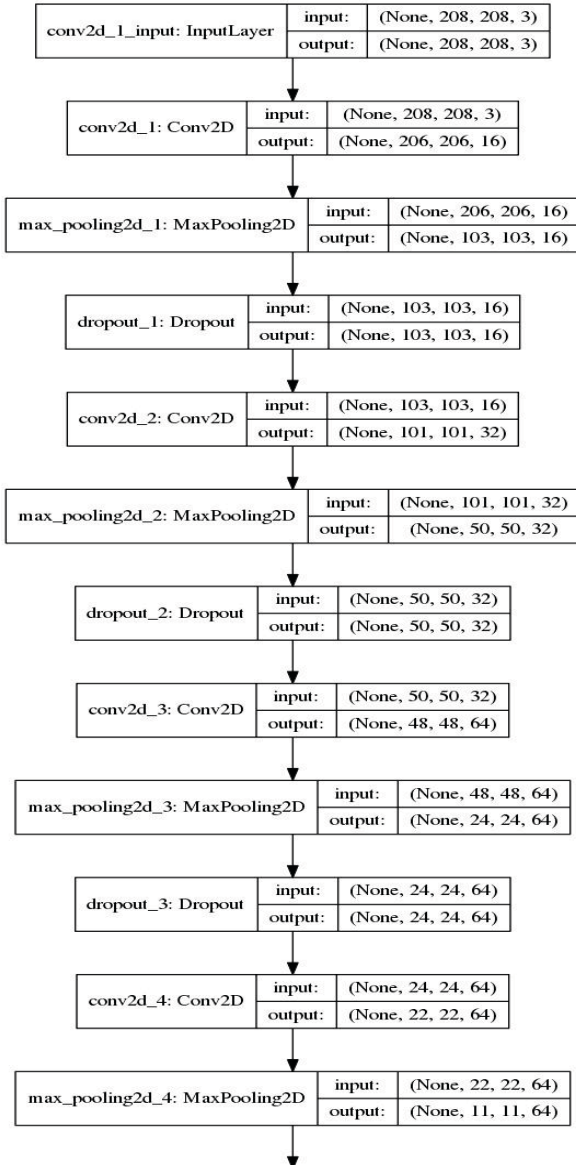 conv2d_1_input: InputLayer input: (None, 208, 208, 3)
output: (None, 208, 208, 3)
conv2d_1: Conv2D input: (None, 208, 208, 3)
output: (None, 206, 206, 16)
max_pooling2d_1: MaxPooling2D input: (None, 206, 206, 16)
output: (None, 103, 103, 16)
dropout_1: Dropout input: (None, 103, 103, 16)
output: (None, 103, 103, 16)
conv2d_2: Conv2D input: (None, 103, 103, 16)
output: (None, 101, 101, 32)
max_pooling2d_2: MaxPooling2D input: (None, 101, 101, 32)
output: (None, 50, 50, 32)
dropout_2: Dropout input: (None, 50, 50, 32)
output: (None, 50, 50, 32)
conv2d_3: Conv2D input: (None, 50, 50, 32)
output: (None, 48, 48, 64)
max_pooling2d_3: MaxPooling2D input: (None, 48, 48, 64)
output: (None, 24, 24, 64)
dropout_3: Dropout input: (None, 24, 24, 64)
output: (None, 24, 24, 64)
conv2d_4: Conv2D input: (None, 24, 24, 64)
output: (None, 22, 22, 64)
max_pooling2d_4: MaxPooling2D input: (None, 22, 22, 64)
output: (None, 11, 11, 64)